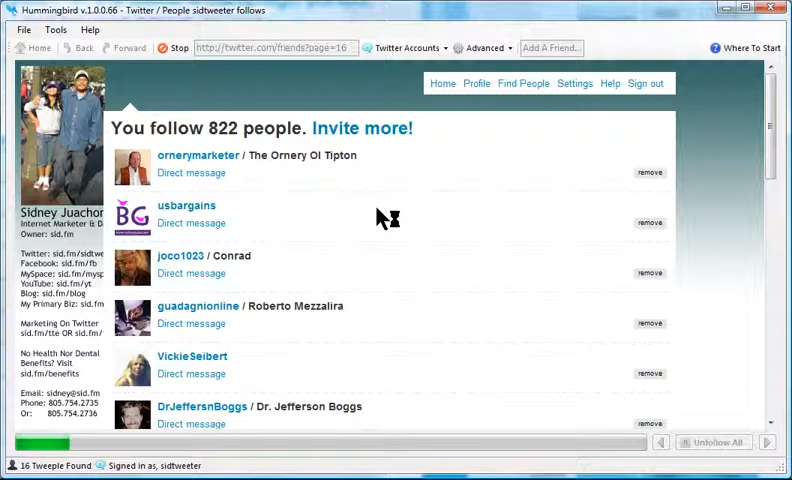 Hummingbird v.1.0.0.66 - Twitter / People sidtweeter follows
File Tools Help
Home Back Forward Stop http://twitter.com/friends?page=16 Twitter Accounts Advanced Add A Friend... Where To Start
Home Profile Find People Settings Help Sign out
You follow 822 people. Invite more!
ornerymarketer / The Ornery Ol Tipton
Direct message
remove
usbargains
BG
Direct message
remove
joco1023 / Conrad
Direct message
remove
guadagnionline / Roberto Mezzalira
Direct message
remove
VickieSeibert
Direct message
remove
DrJeffersnBoggs / Dr. Jefferson Boggs
Direct message
remove
Sidney Juachon
Internet Marketer & D
Owner: sid.fm
Twitter: sid.fm/sidtwe
Facebook: sid.fm/fb
MySpace: sid.fm/mysp
YouTube: sid.fm/yt
Blog: sid.fm/blog
My Primary Biz: sid.fm/
Marketing On Twitter
sid.fm/tte OR sid.fm/
No Health Nor Dental
Benefits? Visit
sid.fm/benefits
Email: sidney@sid.fm
Phone: 805.754.2735
Or: 805.754.2736
Unfollow All
16 Tweeple Found Signed in as, sidtweeter